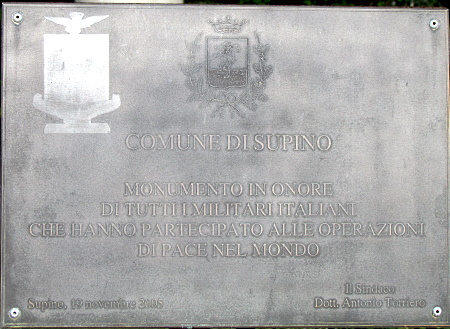 COMUNE DI SUPINO
MONUMENTO IN ONORE
DI TUTTI I MILITARI ITALIANI
CHE HANNO PARTECIPATO ALLE OPERAZIONI
DI PACE NEL MONDO
Il Sindaco
Supino, 19 novembre 2005 Dott. Antonio Torriero